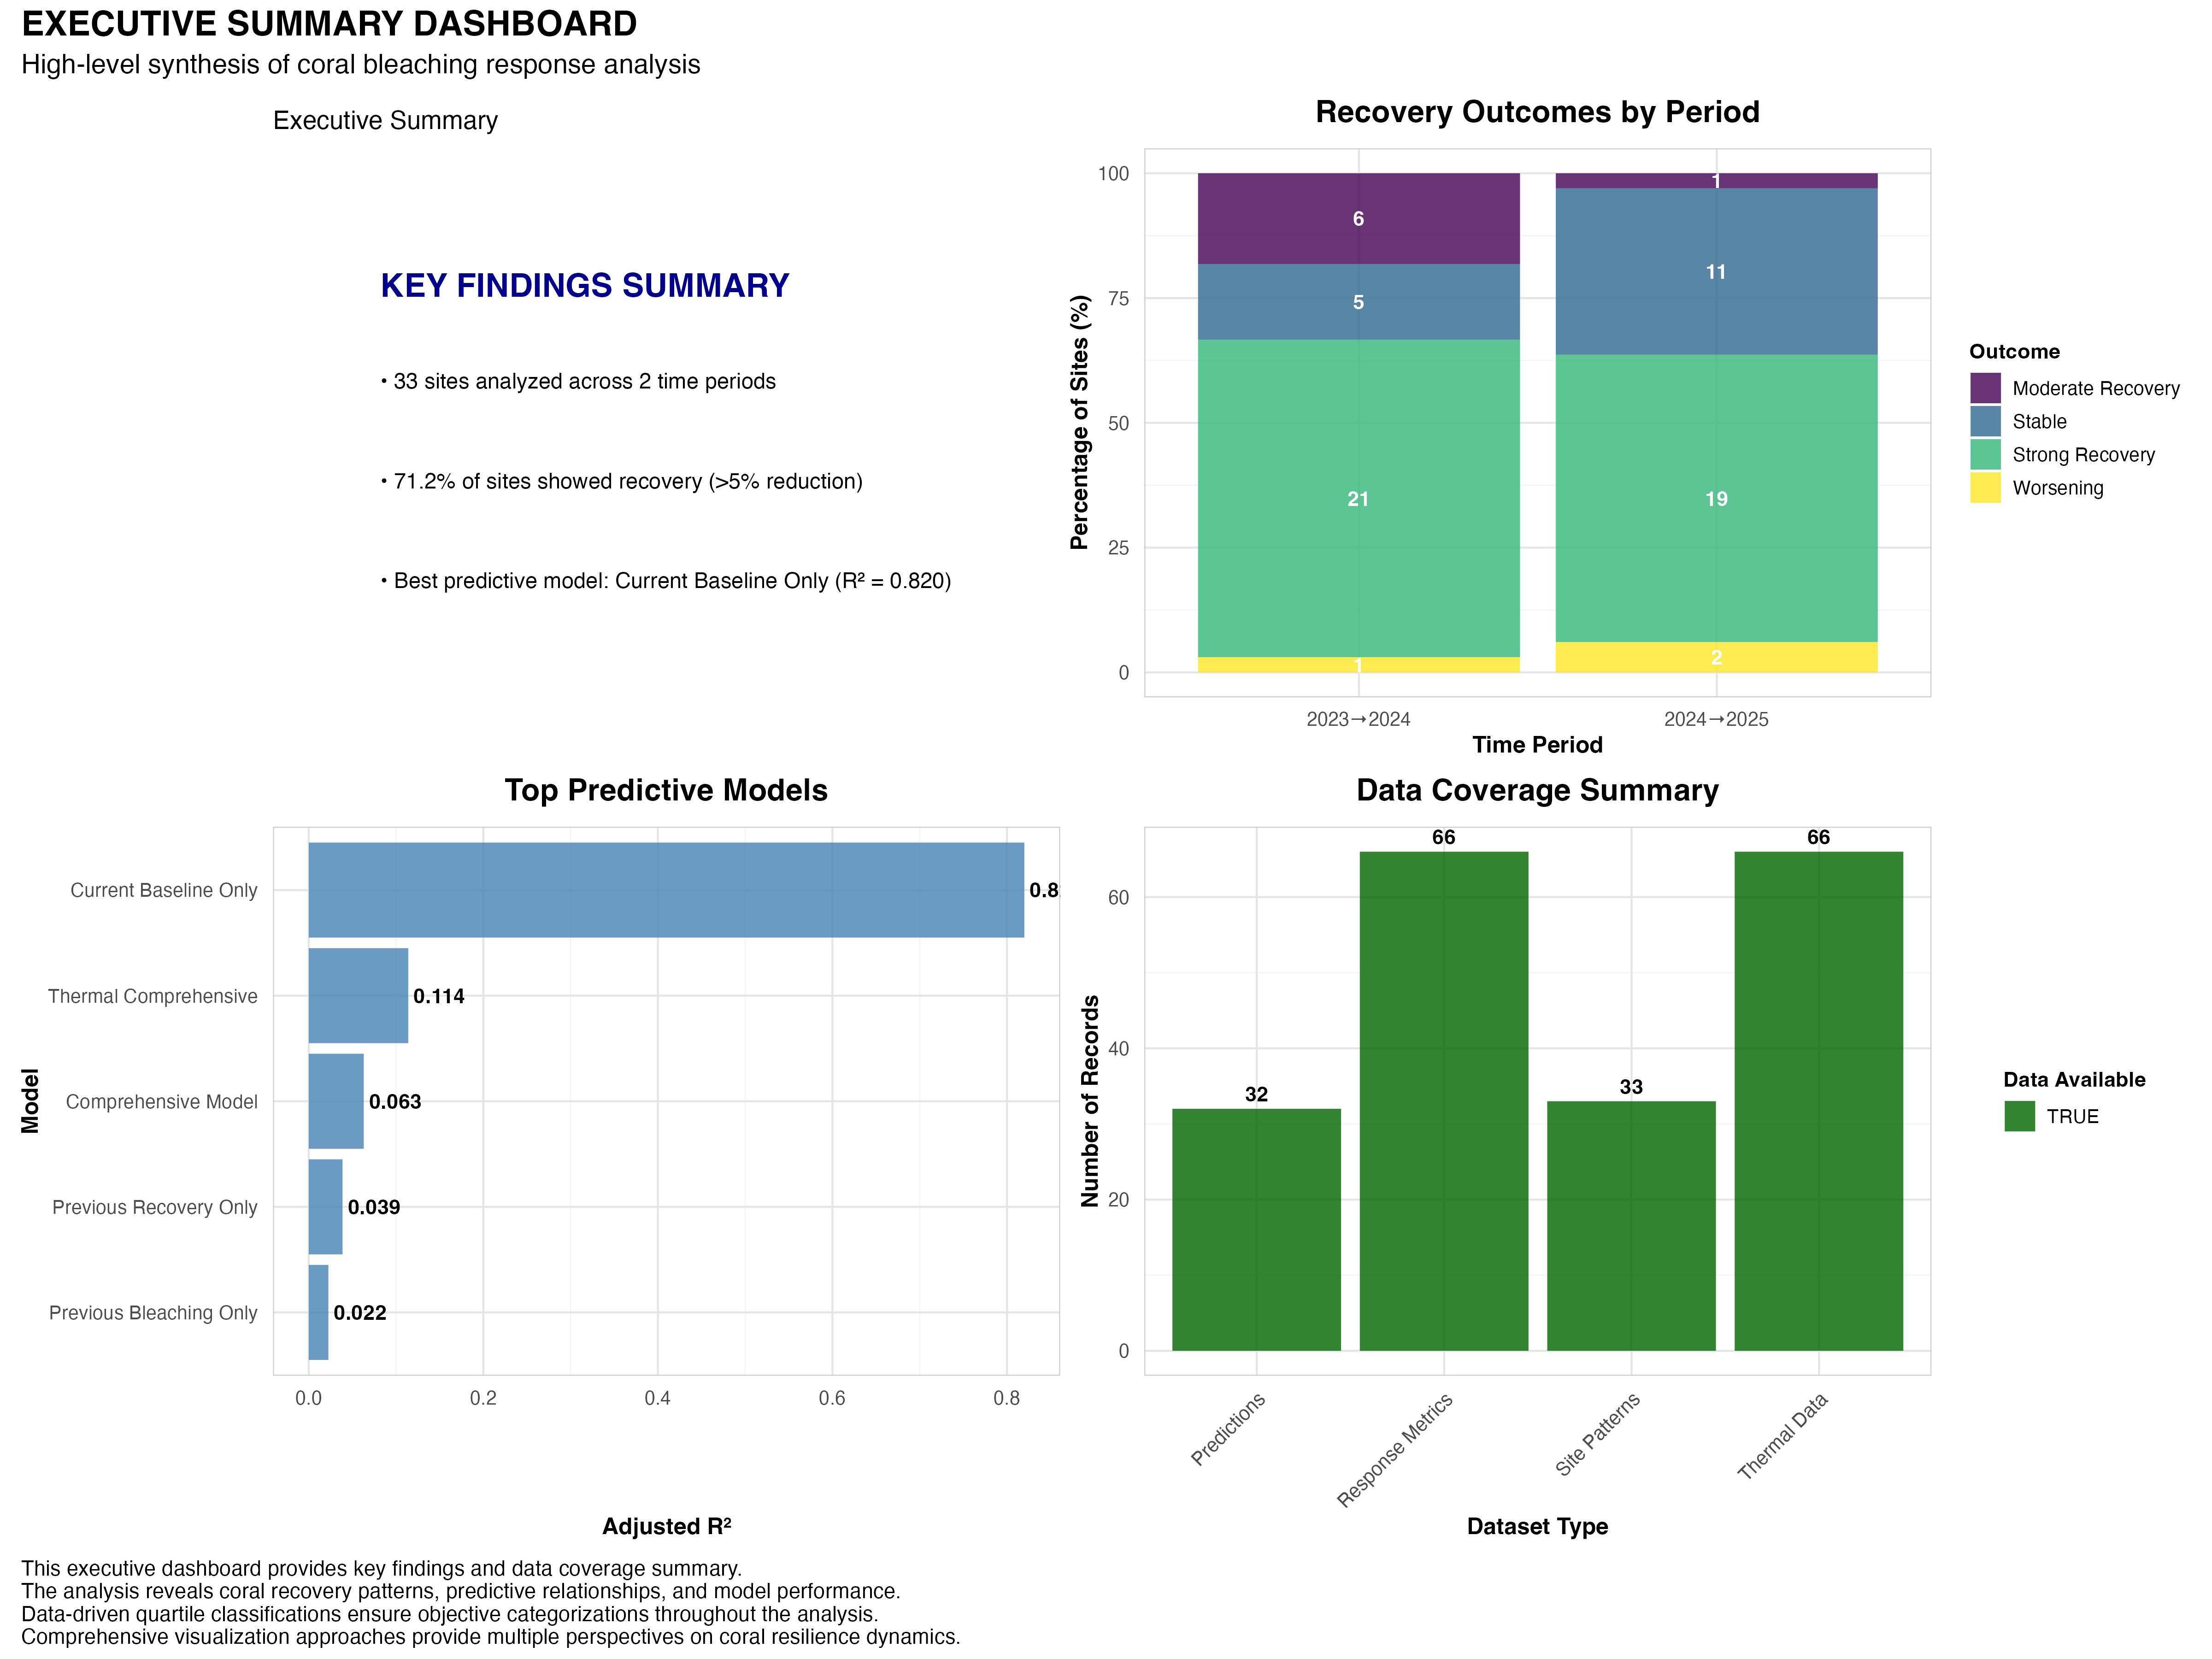 EXECUTIVE SUMMARY DASHBOARD
High-level synthesis of coral bleaching response analysis
Executive Summary
KEY FINDINGS SUMMARY
• 33 sites analyzed across 2 time periods
• 71.2% of sites showed recovery (>5% reduction)
• Best predictive model: Current Baseline Only (R² = 0.820)
Recovery Outcomes by Period
Percentage of Sites (%)
100
75
50
25
0
6
5
21
1
1
11
19
2
2023→2024
2024→2025
Time Period
Outcome
Moderate Recovery
Stable
Strong Recovery
Worsening
Top Predictive Models
Model
Current Baseline Only
0.8
Thermal Comprehensive
0.114
Comprehensive Model
0.063
Previous Recovery Only
0.039
Previous Bleaching Only
0.022
0.0
0.2
0.4
0.6
0.8
Adjusted R²
Data Coverage Summary
Number of Records
60
40
20
0
32
66
33
66
Predictions
Response Metrics
Site Patterns
Thermal Data
Dataset Type
Data Available
TRUE
This executive dashboard provides key findings and data coverage summary.
The analysis reveals coral recovery patterns, predictive relationships, and model performance.
Data-driven quartile classifications ensure objective categorizations throughout the analysis.
Comprehensive visualization approaches provide multiple perspectives on coral resilience dynamics.